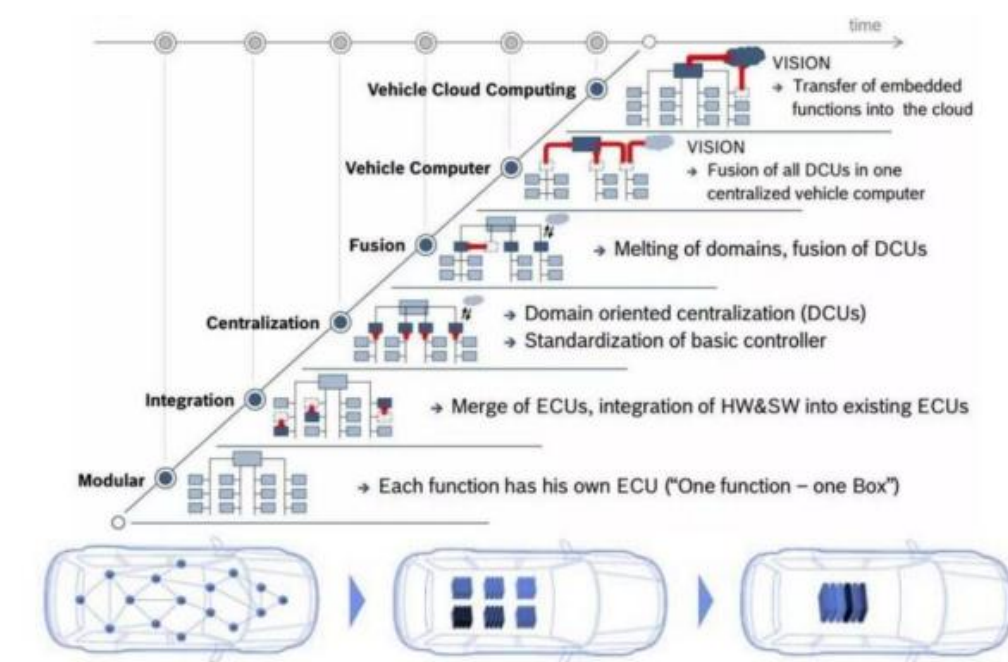 time
Vehicle Cloud Computing
VISION
→ Transfer of embedded
functions into the cloud
Vehicle Computer
VISION
→ Fusion of all DCUs in one
centralized vehicle computer
Fusion
→ Melting of domains, fusion of DCUs
Centralization
→ Domain oriented centralization (DCUs)
→ Standardization of basic controller
Integration
→ Merge of ECUs, integration of HW&SW into existing ECUs
Modular
→ Each function has his own ECU (“One function – one Box”)